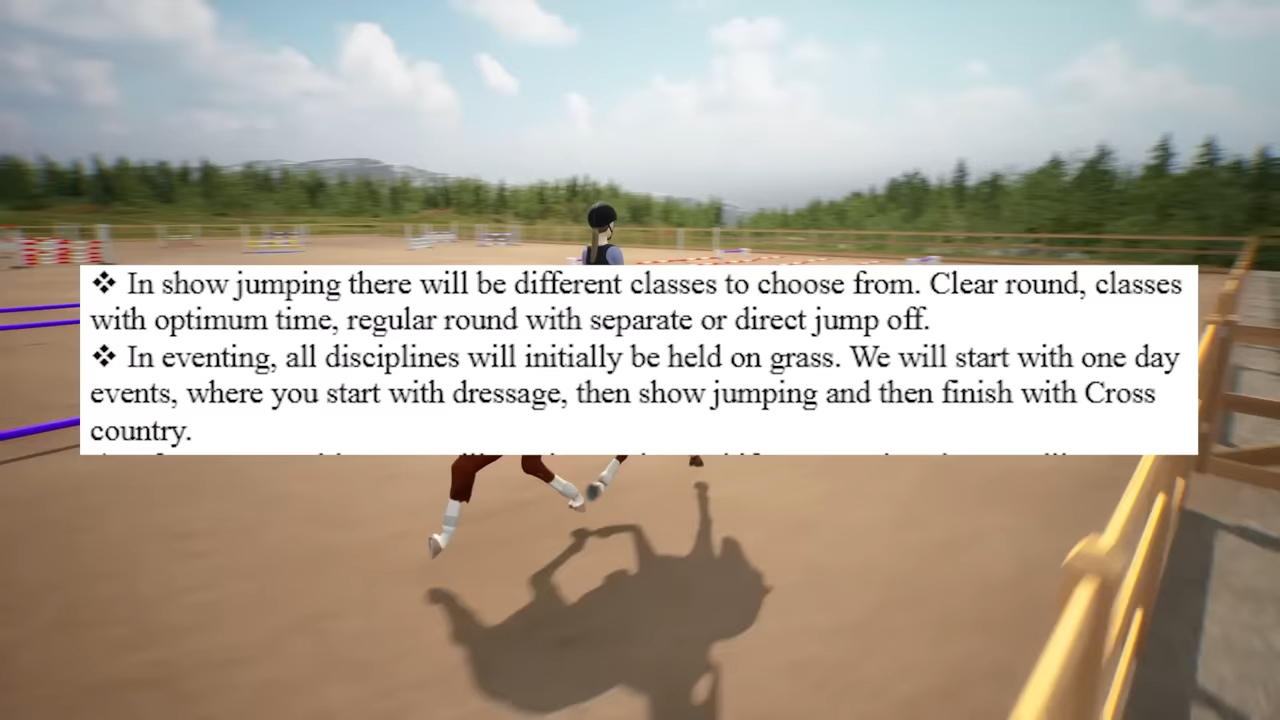 ❖ In show jumping there will be different classes to choose from. Clear round, classes
with optimum time, regular round with separate or direct jump off.
❖ In eventing, all disciplines will initially be held on grass. We will start with one day
events, where you start with dressage, then show jumping and then finish with Cross
country.